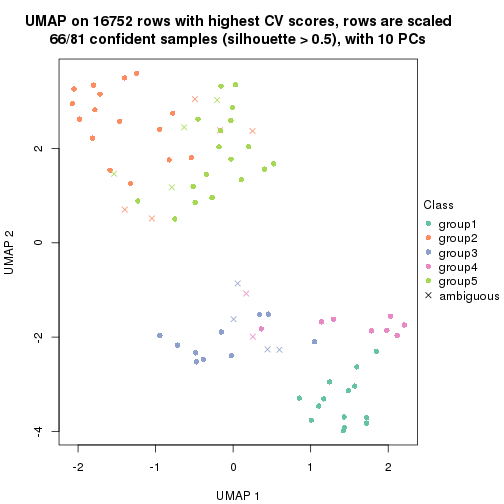 UMAP on 16752 rows with highest CV scores, rows are scaled
66/81 confident samples (silhouette > 0.5), with 10 PCs
UMAP 2
2
0
-2
-4
-2
-1
0
1
2
UMAP 1
Class
group1
group2
group3
group4
group5
ambiguous